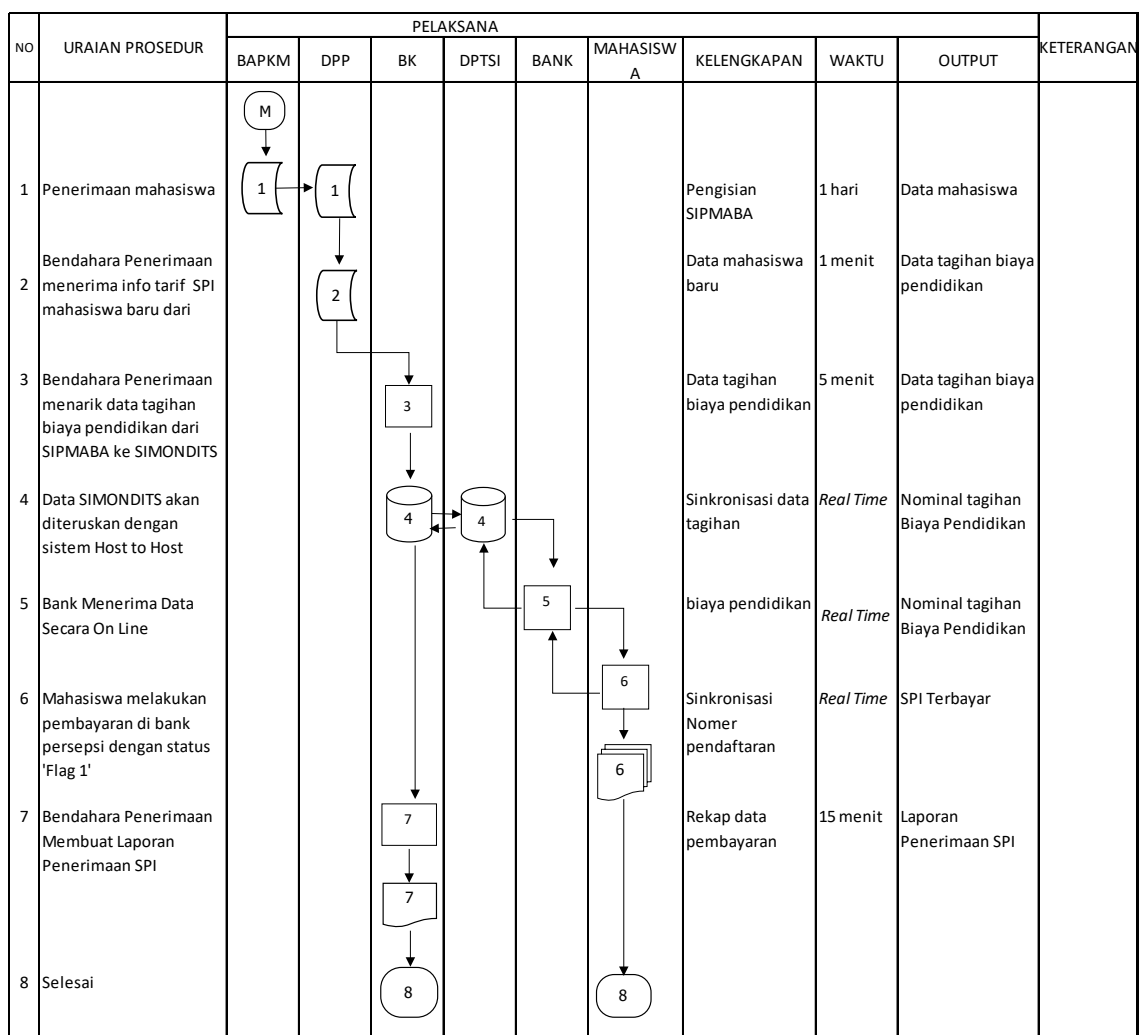 PELAKSANA
NO
URAIAN PROSEDUR
BAPKM
DPP
BK
DPTSI
BANK
MAHASISW
A
KELENGKAPAN
WAKTU
OUTPUT
KETERANGAN
M
1
Penerimaan mahasiswa
1
1
Pengisian
SIPMABA
1 hari
Data mahasiswa
2
Bendahara Penerimaan
menerima info tarif SPI
mahasiswa baru dari
2
Data mahasiswa
baru
1 menit
Data tagihan biaya
pendidikan
3
Bendahara Penerimaan
menarik data tagihan
biaya pendidikan dari
SIPMABA ke SIMONDITS
3
Data tagihan
biaya pendidikan
5 menit
Data tagihan biaya
pendidikan
4
Data SIMONDITS akan
diteruskan dengan
sistem Host to Host
4
4
Sinkronisasi data
tagihan
Real Time
Nominal tagihan
Biaya Pendidikan
5
Bank Menerima Data
Secara On Line
5
biaya pendidikan
Real Time
Nominal tagihan
Biaya Pendidikan
6
Mahasiswa melakukan
pembayaran di bank
persepsi dengan status
'Flag 1'
6
6
Sinkronisasi
Nomer
pendaftaran
Real Time
SPI Terbayar
7
Bendahara Penerimaan
Membuat Laporan
Penerimaan SPI
7
7
Rekap data
pembayaran
15 menit
Laporan
Penerimaan SPI
8
Selesai
8
8